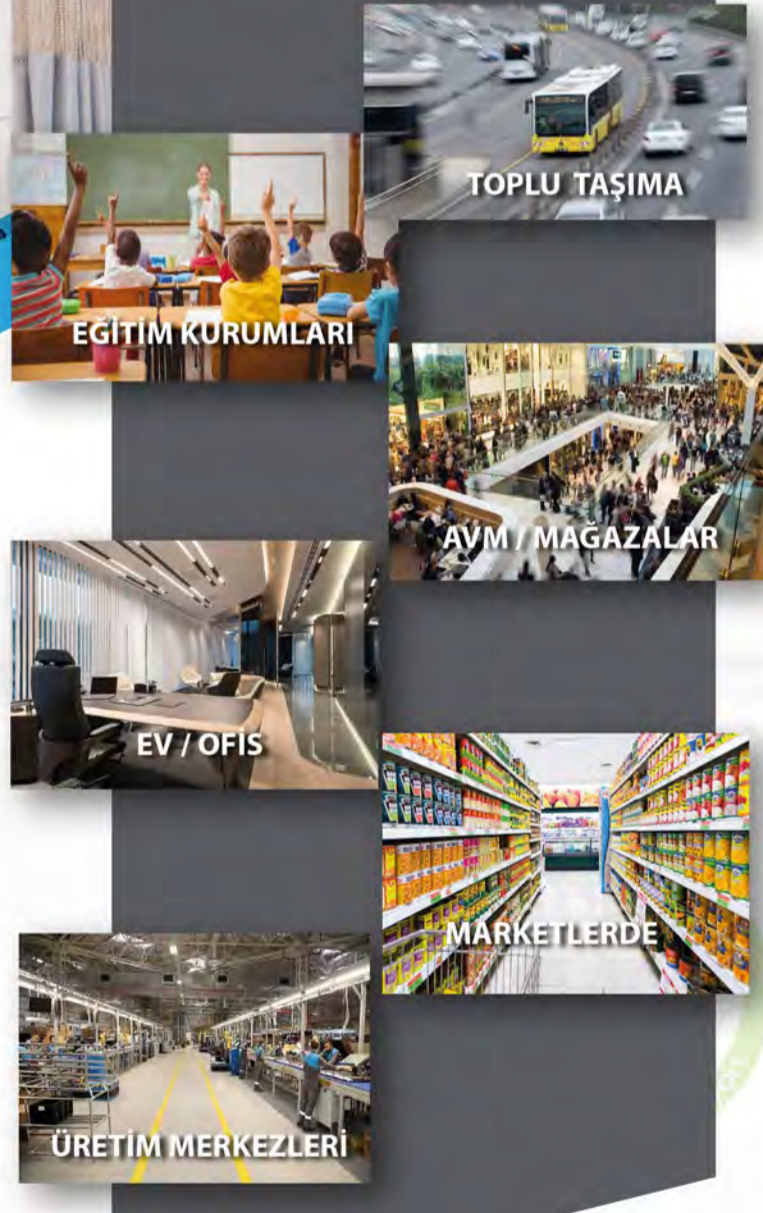 TOPLU TAŞIMA
EĞİTİM KURUMLARI
AVM / MAĞAZALAR
EV / OFİS
MARKETLERDE
ÜRETİM MERKEZLERİ